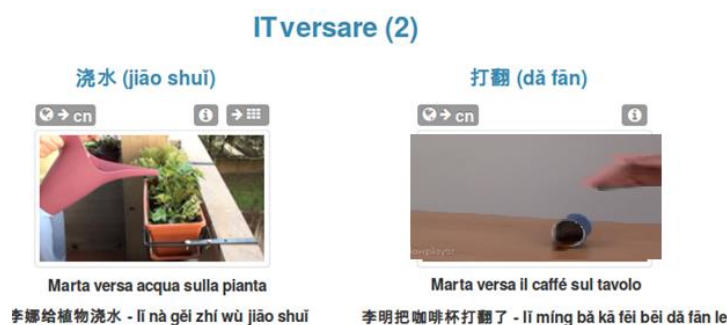 IT versare (2)
浇水 (jiāo shuǐ)
打翻 (dǎ fān)
cn
cn
Marta versa acqua sulla pianta
Marta versa il caffé sul tavolo
李娜给植物浇水 - lǐ nà gěi zhí wù jiāo shuǐ
李明把咖啡杯打翻了 - lǐ míng bǎ kā fēi bēi dǎ fān le